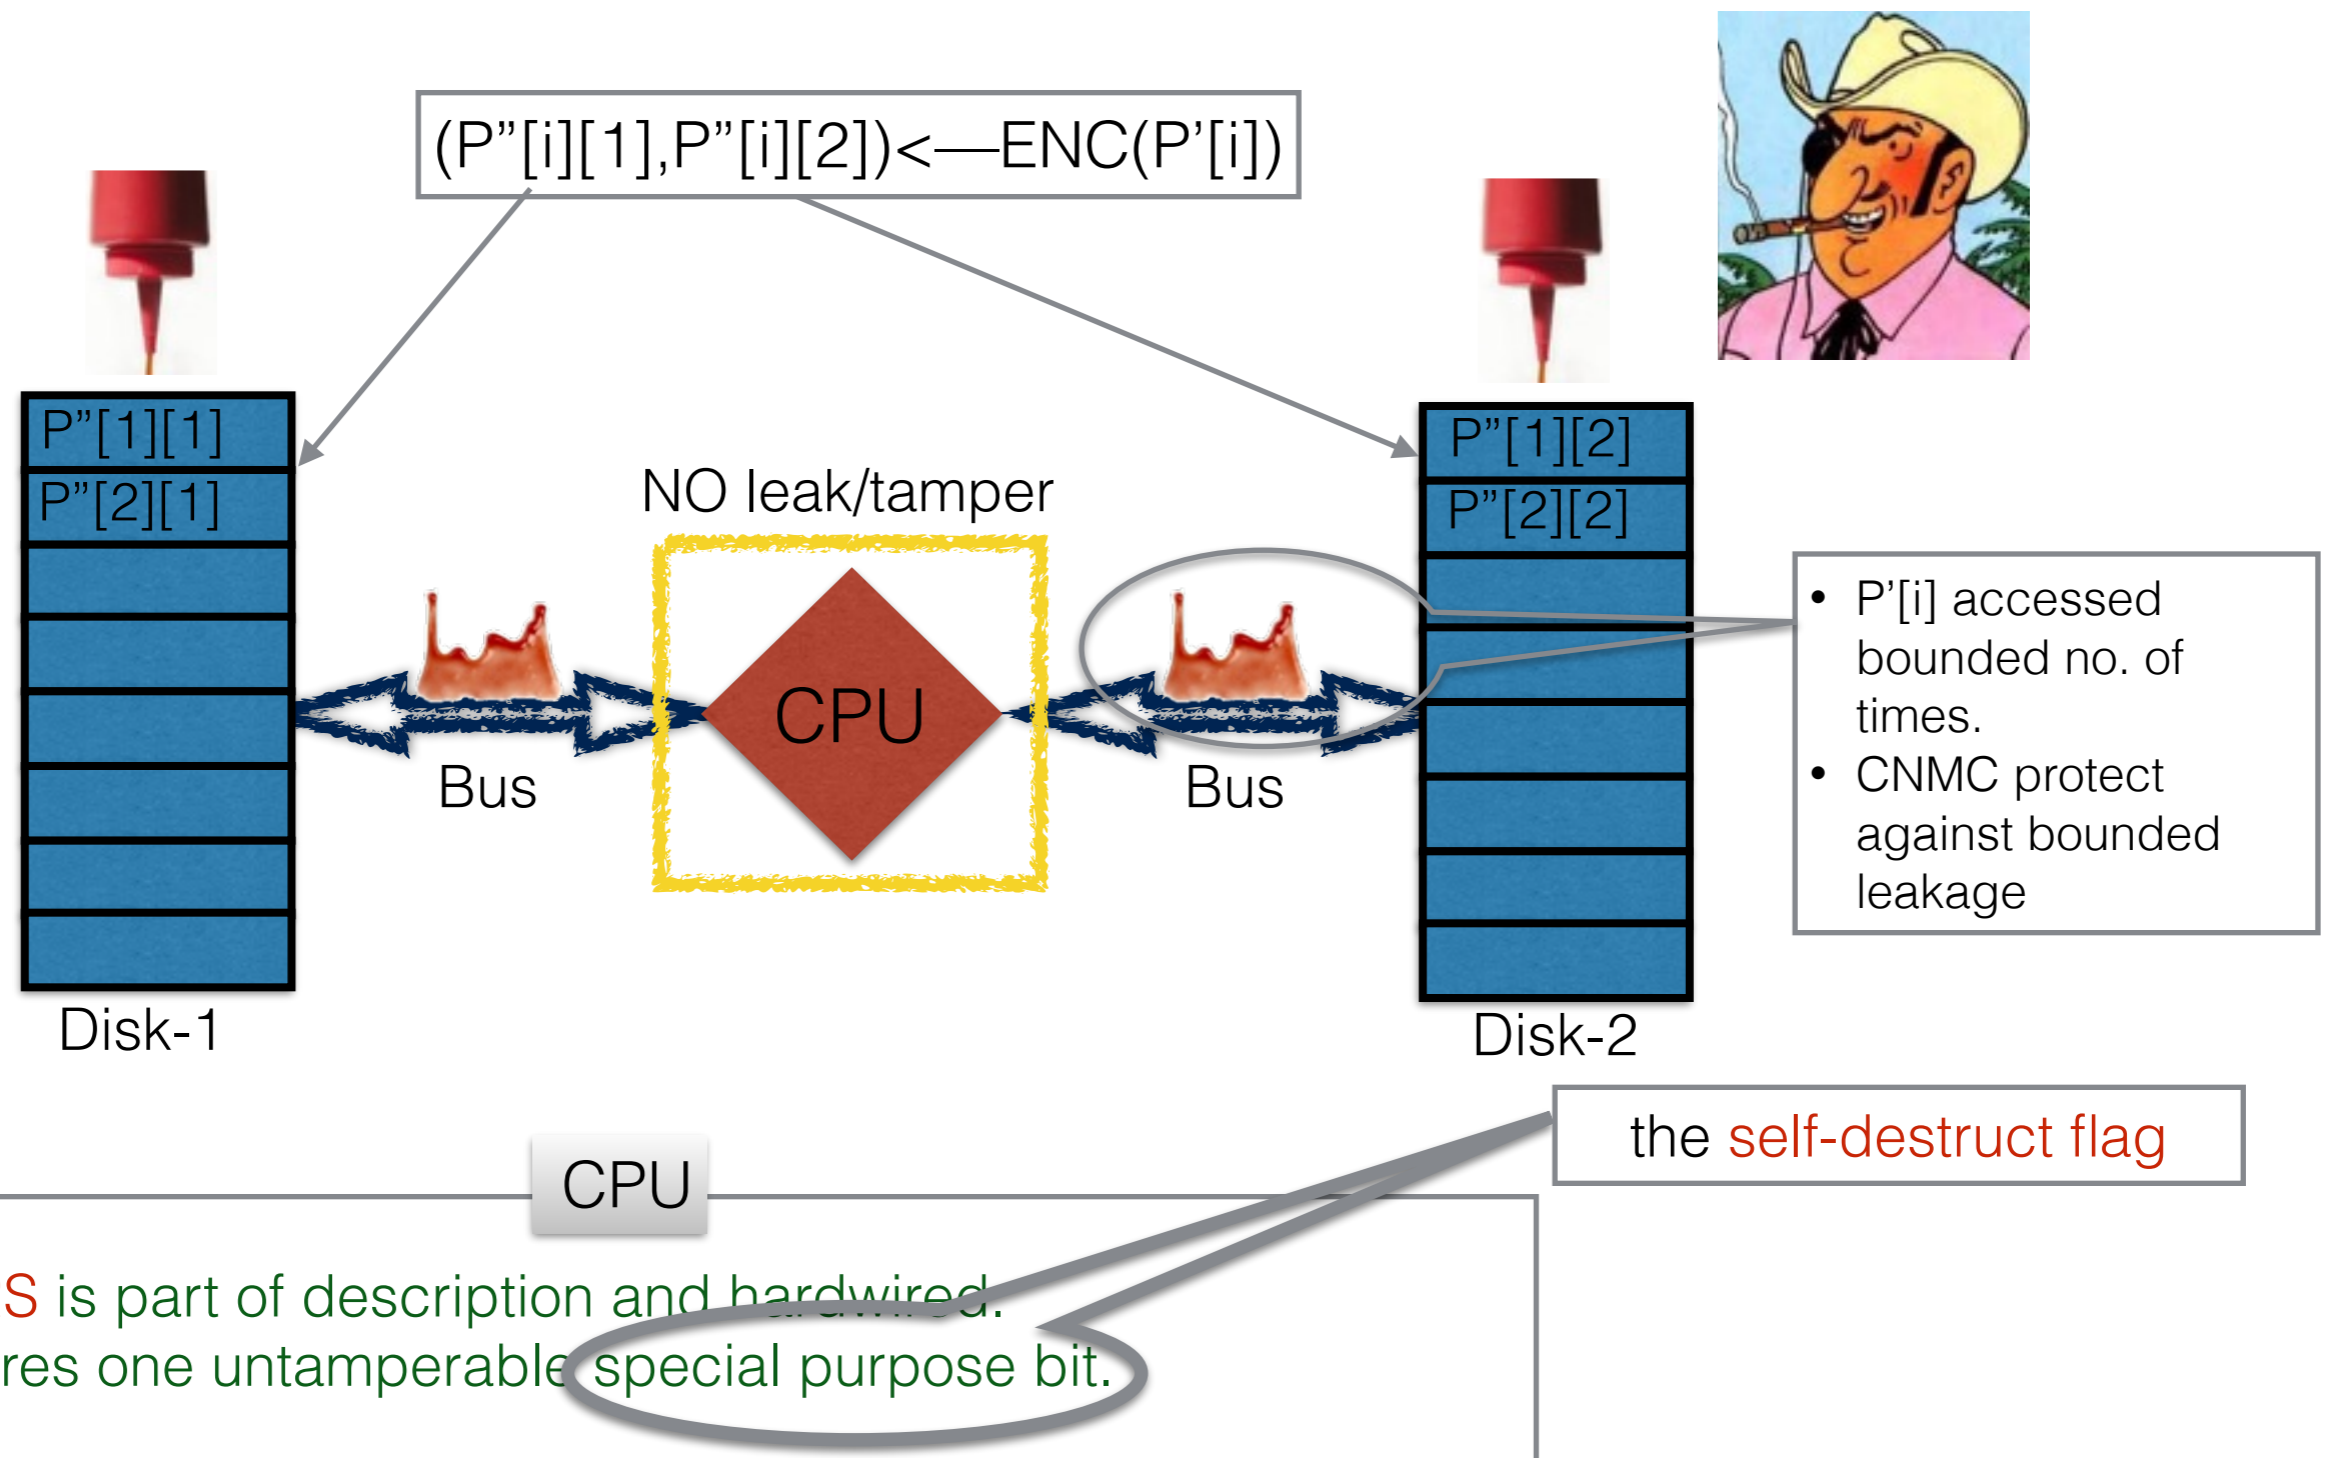 (P”[i][1],P”[i][2])<—ENC(P’[i])
P”[1][1]
P”[2][1]
NO leak/tamper
CPU
Bus
Bus
P”[1][2]
P”[2][2]
• P’[i] accessed
bounded no. of
times.
• CNMC protect
against bounded
leakage
Disk-1
Disk-2
the self-destruct flag
CPU
S is part of description and hardwired.
res one untamperable special purpose bit.